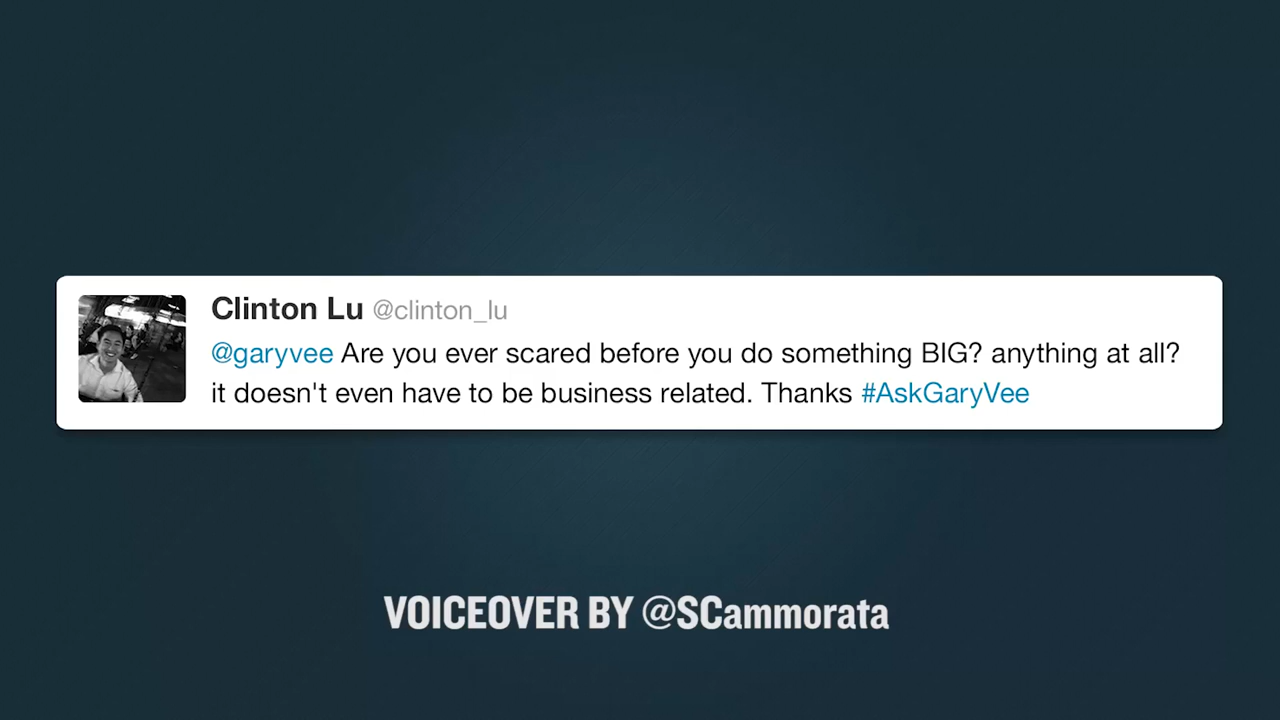 Clinton Lu @clinton_lu
@garyvee Are you ever scared before you do something BIG? anything at all?
it doesn't even have to be business related. Thanks #AskGaryVee
VOICEOVER BY @SCammorata